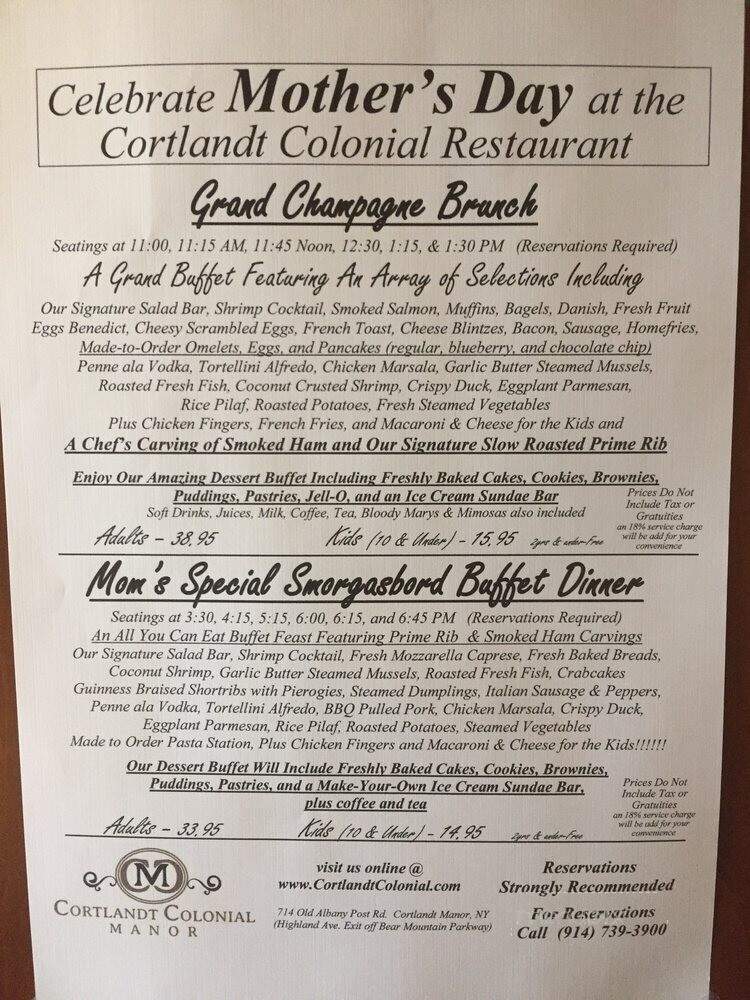 Celebrate Mother's Day at the
Cortlandt Colonial Restaurant
Grand Champagne Brunch
Seatings at 11:00, 11:15 AM, 11:45 Noon, 12:30, 1:15, & 1:30 PM (Reservations Required)
A Grand Buffet Featuring An Array of Selections Including
Our Signature Salad Bar, Shrimp Cocktail, Smoked Salmon, Muffins, Bagels, Danish, Fresh Fruit
Eggs Benedict, Cheesy Scrambled Eggs, French Toast, Cheese Blintzes, Bacon, Sausage, Homefries,
Made-to-Order Omelets, Eggs, and Pancakes (regular, blueberry, and chocolate chip)
Penne ala Vodka, Tortellini Alfredo, Chicken Marsala, Garlic Butter Steamed Mussels,
Roasted Fresh Fish, Coconut Crusted Shrimp, Crispy Duck, Eggplant Parmesan,
Rice Pilaf, Roasted Potatoes, Fresh Steamed Vegetables
Plus Chicken Fingers, French Fries, and Macaroni & Cheese for the Kids and
A Chef's Carving of Smoked Ham and Our Signature Slow Roasted Prime Rib
Enjoy Our Amazing Dessert Buffet Including Freshly Baked Cakes, Cookies, Brownies,
Puddings, Pastries, Jell-O, and an Ice Cream Sundae Bar
Soft Drinks, Juices, Milk, Coffee, Tea, Bloody Marys & Mimosas also included
Adults - 38.95 Kids (10 & Under) - 15.95 2yrs & under-Free
Prices Do Not
Include Tax or
Gratuities
an 18% service charge
will be add for your
convenience
Mom's Special Smorgasbord Buffet Dinner
Seatings at 3:30, 4:15, 5:15, 6:00, 6:15, and 6:45 PM (Reservations Required)
An All You Can Eat Buffet Feast Featuring Prime Rib & Smoked Ham Carvings
Our Signature Salad Bar, Shrimp Cocktail, Fresh Mozzarella Caprese, Fresh Baked Breads,
Coconut Shrimp, Garlic Butter Steamed Mussels, Roasted Fresh Fish, Crabcakes
Guinness Braised Shortribs with Pierogies, Steamed Dumplings, Italian Sausage & Peppers,
Penne ala Vodka, Tortellini Alfredo, BBQ Pulled Pork, Chicken Marsala, Crispy Duck,
Eggplant Parmesan, Rice Pilaf, Roasted Potatoes, Steamed Vegetables
Made to Order Pasta Station, Plus Chicken Fingers and Macaroni & Cheese for the Kids!!!!!!
Our Dessert Buffet Will Include Freshly Baked Cakes, Cookies, Brownies,
Puddings, Pastries, and a Make-Your-Own Ice Cream Sundae Bar,
plus coffee and tea
Adults - 33.95 Kids (10 & Under) - 14.95 2yrs & under-Free
Prices Do Not
Include Tax or
Gratuities
an 18% service charge
will be add for your
convenience
M
CORTLANDT COLONIAL
MANOR
visit us online @
www.CortlandtColonial.com
714 Old Albany Post Rd. Cortlandt Manor, NY
(Highland Ave. Exit off Bear Mountain Parkway)
Reservations
Strongly Recommended
For Reservations
Call (914) 739-3900